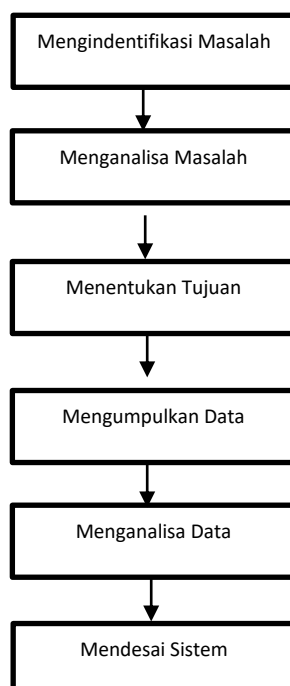 Mengindentifikasi Masalah
Menganalisa Masalah
Menentukan Tujuan
Mengumpulkan Data
Menganalisa Data
Mendesai Sistem